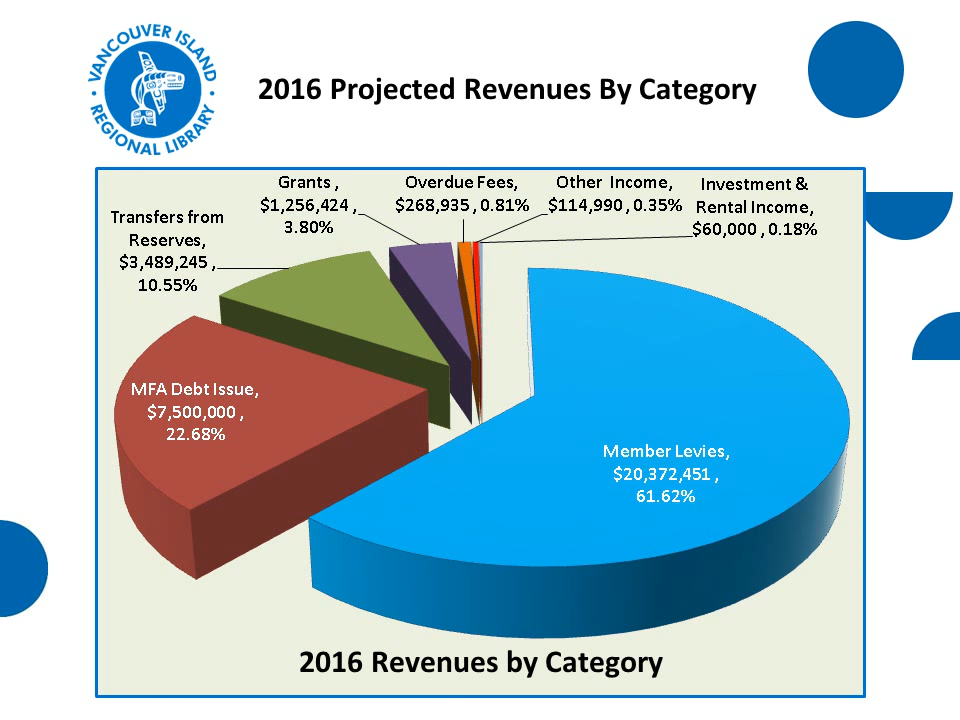 VANCOUVER ISLAND
• REGIONAL LIBRARY •
2016 Projected Revenues By Category
Grants ,
$1,256,424 ,
3.80%
Overdue Fees,
$268,935 , 0.81%
Other Income,
$114,990 , 0.35%
Investment &
Rental Income,
$60,000 , 0.18%
Transfers from
Reserves,
$3,489,245 ,
10.55%
MFA Debt Issue,
$7,500,000 ,
22.68%
Member Levies,
$20,372,451 ,
61.62%
2016 Revenues by Category